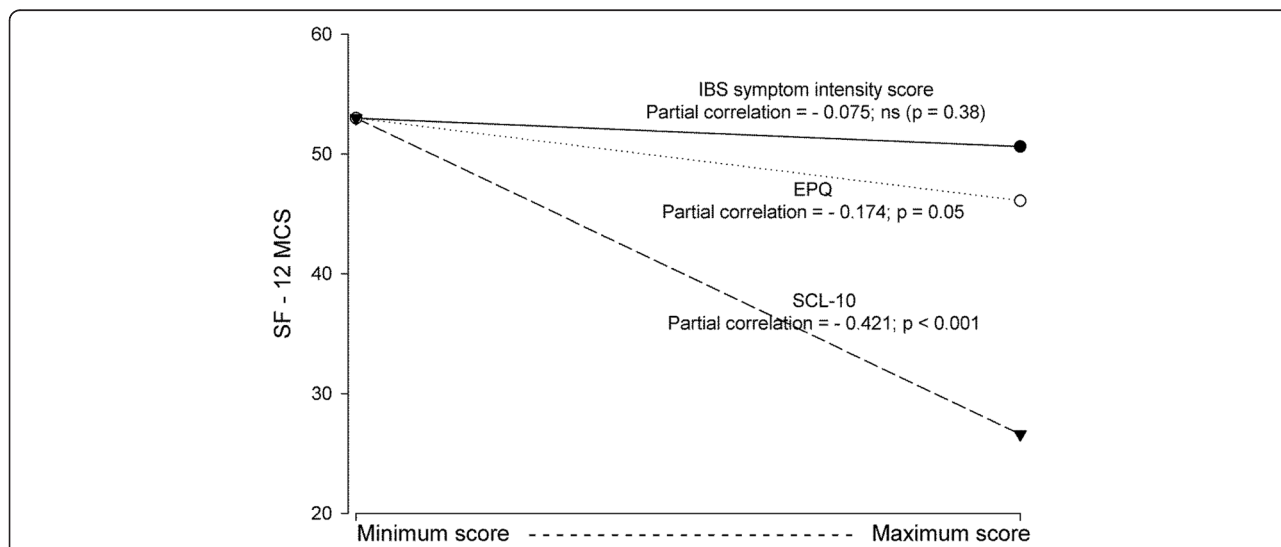 60
IBS symptom intensity score
Partial correlation = - 0.075; ns (p = 0.38)
50
EPQ
Partial correlation = - 0.174; p = 0.05
40
SF - 12 MCS
SCL-10
Partial correlation = - 0.421; p < 0.001
30
20
Minimum score - - - - - - - - - - - - - - - - - - Maximum score